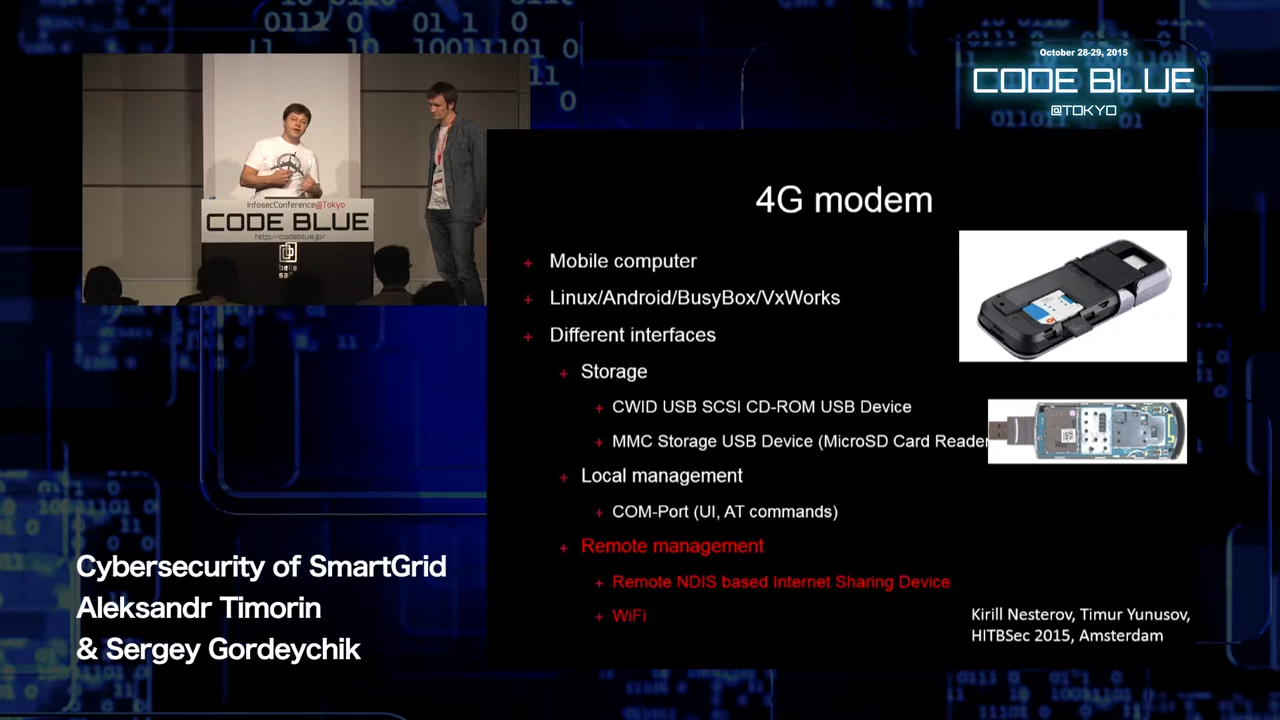 October 28-29, 2015
CODE BLUE
@TOKYO
InfosecConference@Tokyo
CODE BLUE
http://codeblue.jp/
4G modem
+ Mobile computer
+ Linux/Android/BusyBox/VxWorks
+ Different interfaces
+ Storage
+ CWID USB SCSI CD-ROM USB Device
+ MMC Storage USB Device (MicroSD Card Reader
+ Local management
+ COM-Port (UI, AT commands)
+ Remote management
+ Remote NDIS based Internet Sharing Device
+ WiFi
Kirill Nesterov, Timur Yunusov,
HITBSec 2015, Amsterdam
Cybersecurity of SmartGrid
Aleksandr Timorin
& Sergey Gordeychik